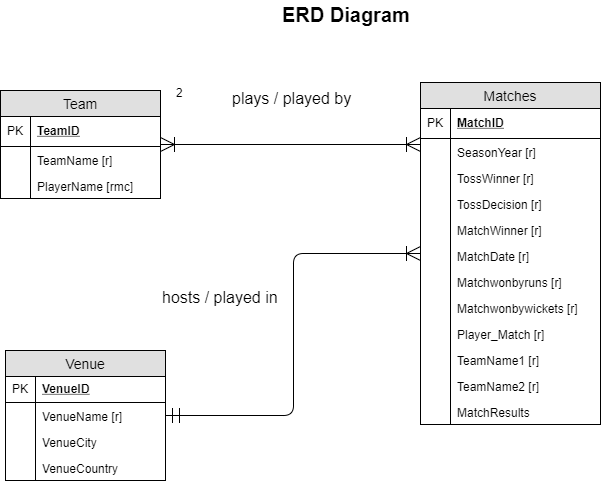 ERD Diagram
Team
PK TeamID
TeamName [r]
PlayerName [rmc]
2
plays / played by
Matches
PK MatchID
SeasonYear [r]
TossWinner [r]
TossDecision [r]
MatchWinner [r]
MatchDate [r]
Matchwonbyruns [r]
Matchwonbywickets [r]
Player_Match [r]
TeamName1 [r]
TeamName2 [r]
MatchResults
hosts / played in
Venue
PK VenueID
VenueName [r]
VenueCity
VenueCountry